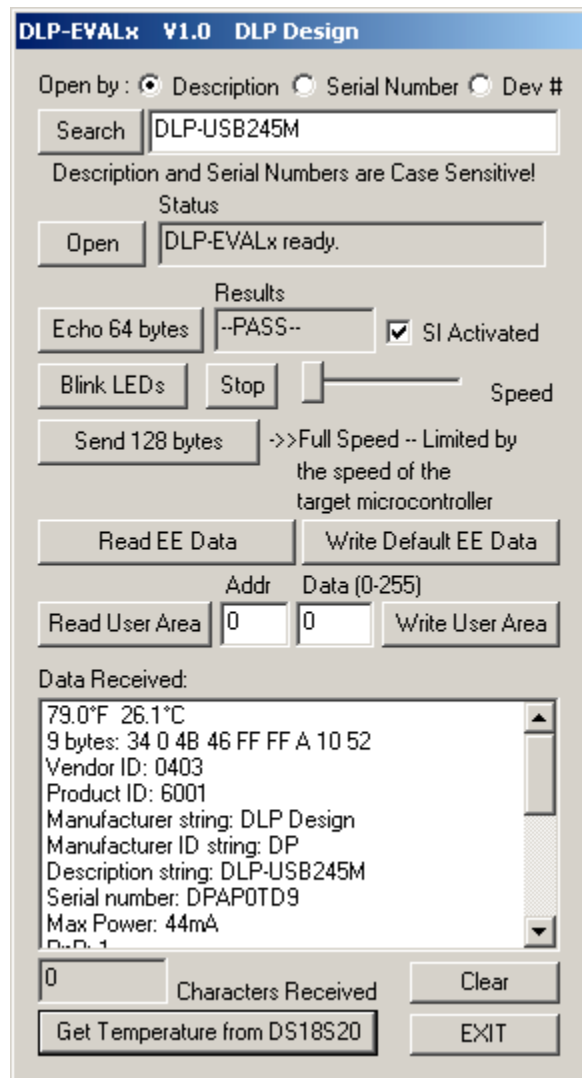 DLP-EVALx V1.0 DLP Design
Open by : Description Serial Number Dev #
Search DLP-USB245M
Description and Serial Numbers are Case Sensitive!
Status
Open DLP-EVALx ready.
Results
Echo 64 bytes --PASS-- SI Activated
Blink LEDs Stop Speed
Send 128 bytes ->>Full Speed -- Limited by
the speed of the
target microcontroller
Read EE Data Write Default EE Data
Addr Data (0-255)
Read User Area 0 0 Write User Area
Data Received:
79.0°F 26.1°C
9 bytes: 34 0 4B 46 FF FF A 10 52
Vendor ID: 0403
Product ID: 6001
Manufacturer string: DLP Design
Manufacturer ID string: DP
Description string: DLP-USB245M
Serial number: DPAP0TD9
Max Power: 44mA
PnP: 1
0 Characters Received Clear
Get Temperature from DS18S20 EXIT